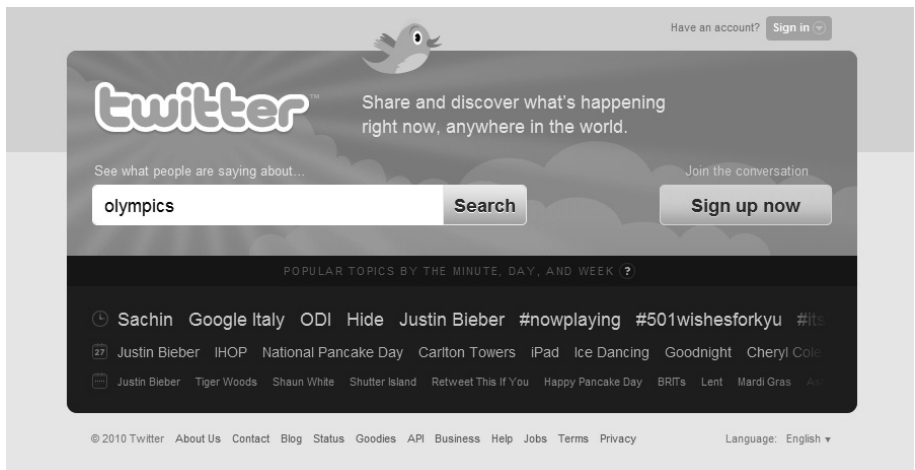 Have an account? Sign in
twitter™
Share and discover what's happening
right now, anywhere in the world.
See what people are saying about...
Join the conversation
olympics Search Sign up now
POPULAR TOPICS BY THE MINUTE, DAY, AND WEEK ?
Sachin Google Italy ODI Hide Justin Bieber #nowplaying #501wishesforkyu #its
27 Justin Bieber IHOP National Pancake Day Carlton Towers iPad Ice Dancing Goodnight Cheryl Cole
Justin Bieber Tiger Woods Shaun White Shutter Island Retweet This If You Happy Pancake Day BRITs Lent Mardi Gras
© 2010 Twitter About Us Contact Blog Status Goodies API Business Help Jobs Terms Privacy Language: English